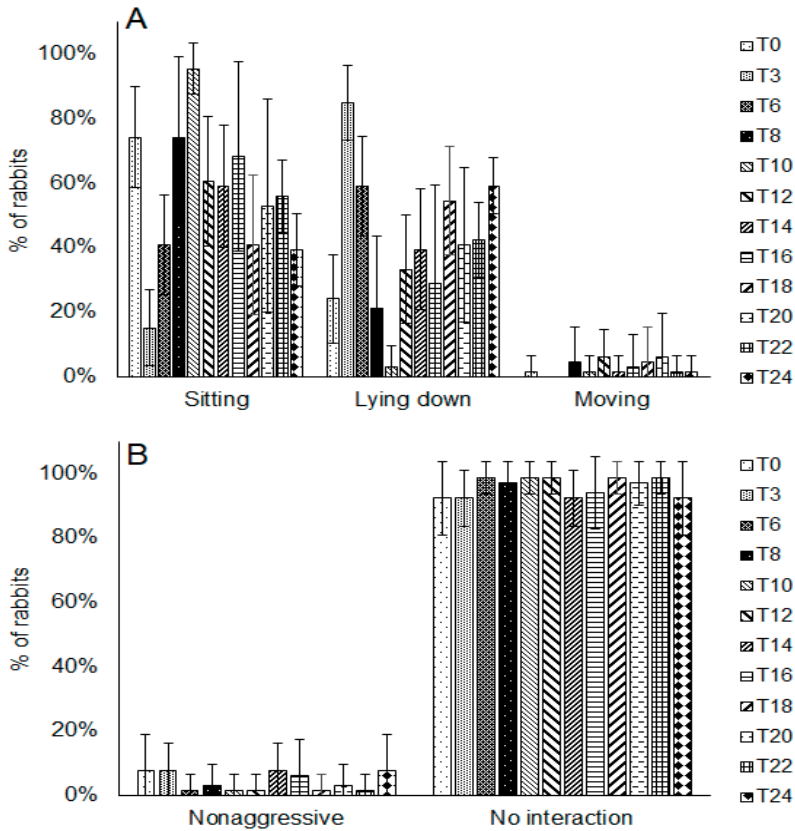 A
% of rabbits
100%
80%
60%
40%
20%
0%
Sitting
Lying down
Moving
T0
T3
T6
T8
T10
T12
T14
T16
T18
T20
T22
T24
B
% of rabbits
100%
80%
60%
40%
20%
0%
Nonaggressive
No interaction
T0
T3
T6
T8
T10
T12
T14
T16
T18
T20
T22
T24